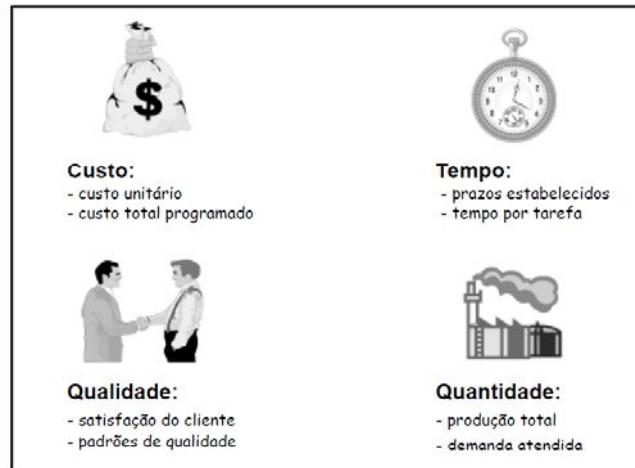 $
Custo:
- custo unitário
- custo total programado
12
Tempo:
- prazos estabelecidos
- tempo por tarefa
Qualidade:
- satisfação do cliente
- padrões de qualidade
Quantidade:
- produção total
- demanda atendida